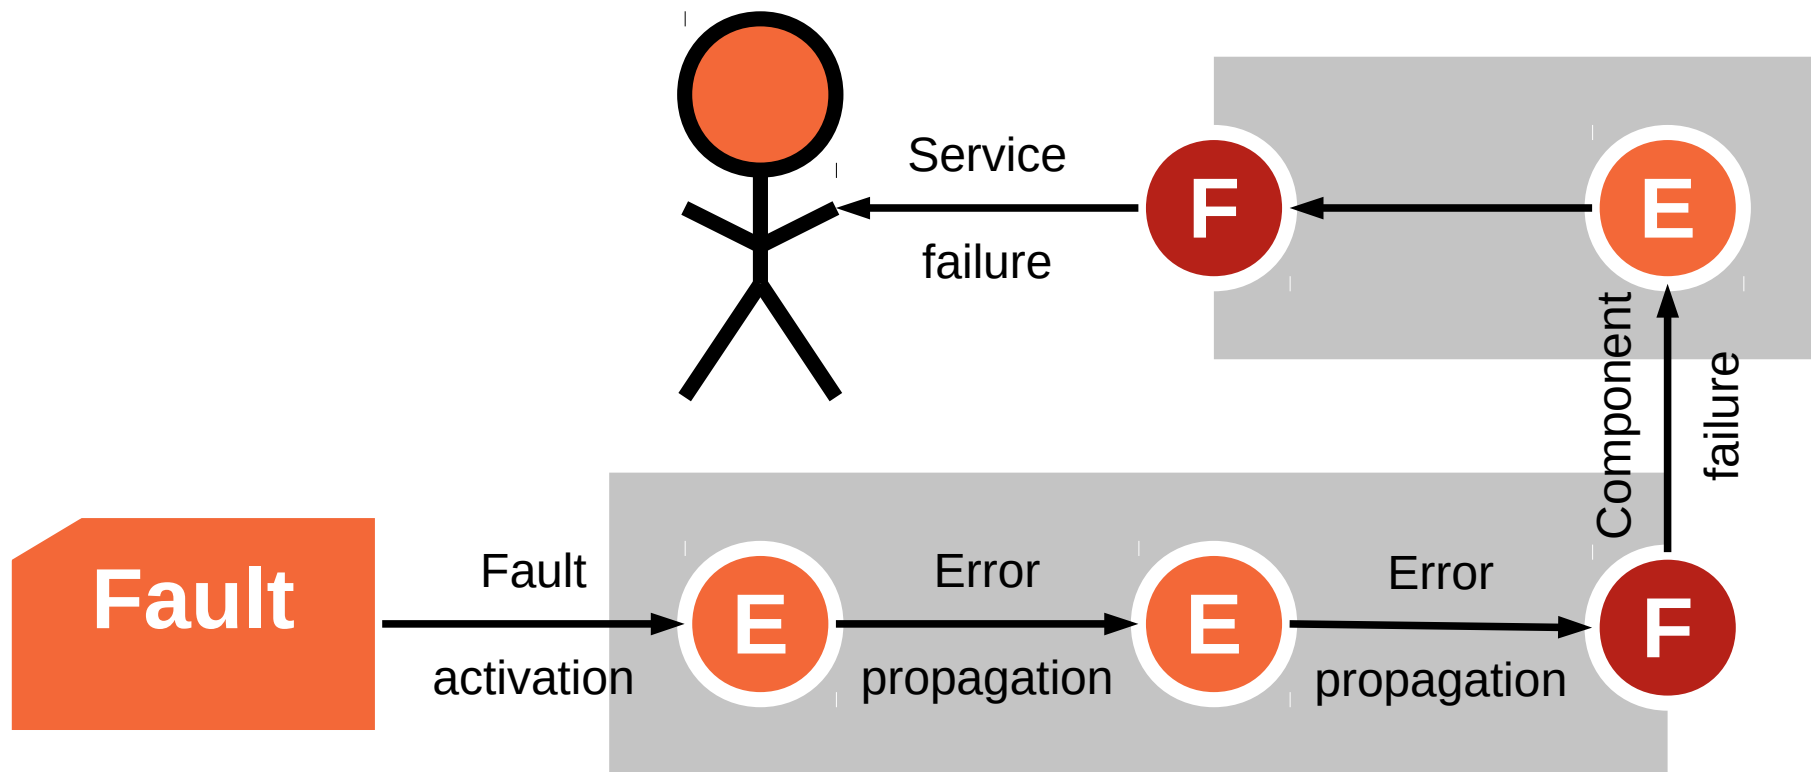 Service
failure
F
E
Component
failure
Fault
Fault
activation
E
Error
propagation
E
Error
propagation
F